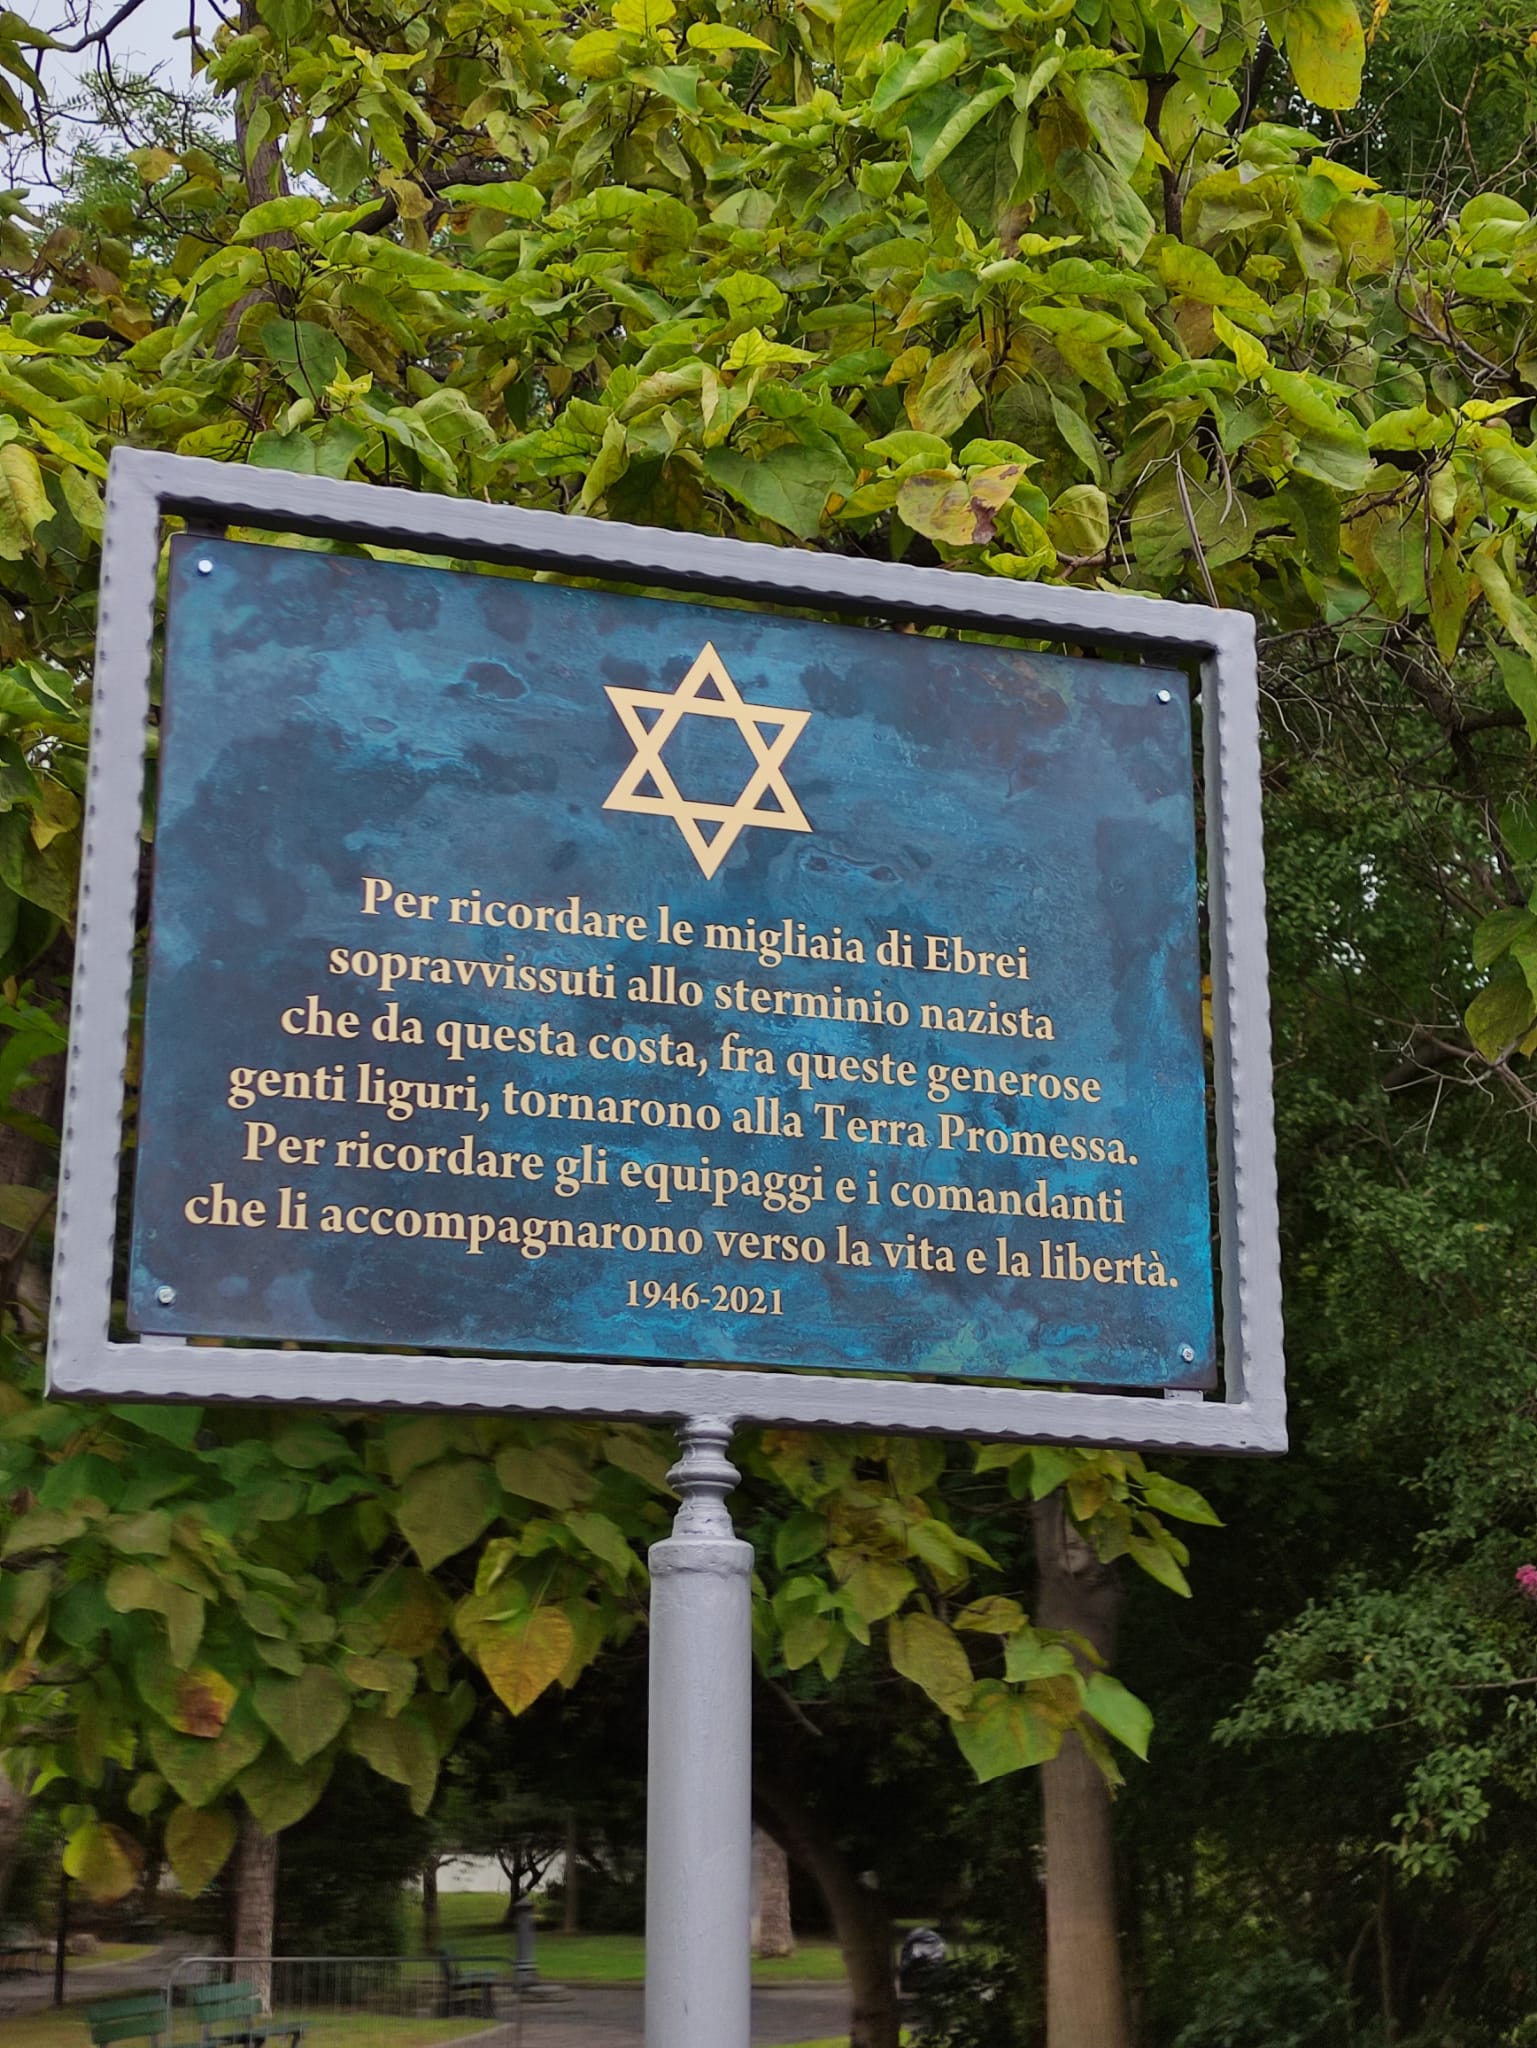 Per ricordare le migliaia di Ebrei
sopravvissuti allo sterminio nazista
che da questa costa, fra queste generose
genti liguri, tornarono alla Terra Promessa.
Per ricordare gli equipaggi e i comandanti
che li accompagnarono verso la vita e la libertà.
1946-2021